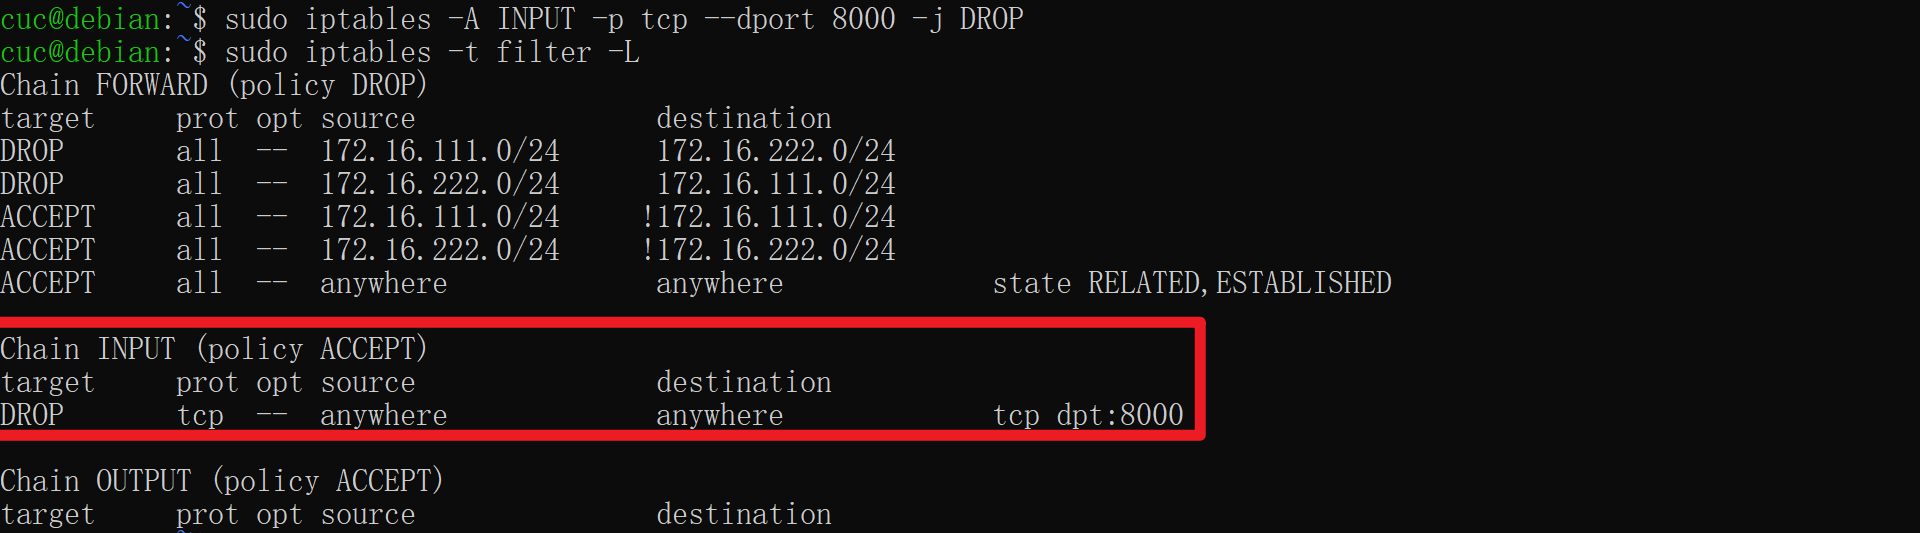 cuc@debian:~$ sudo iptables -A INPUT -p tcp --dport 8000 -j DROP
cuc@debian:~$ sudo iptables -t filter -L
Chain FORWARD (policy DROP)
target     prot opt source               destination
DROP       all  --  172.16.111.0/24      172.16.222.0/24
DROP       all  --  172.16.222.0/24      172.16.111.0/24
ACCEPT     all  --  172.16.111.0/24     !172.16.111.0/24
ACCEPT     all  --  172.16.222.0/24     !172.16.222.0/24
ACCEPT     all  --  anywhere             anywhere             state RELATED,ESTABLISHED
Chain INPUT (policy ACCEPT)
target     prot opt source               destination
DROP       tcp  --  anywhere             anywhere             tcp dpt:8000
Chain OUTPUT (policy ACCEPT)
target     prot opt source               destination